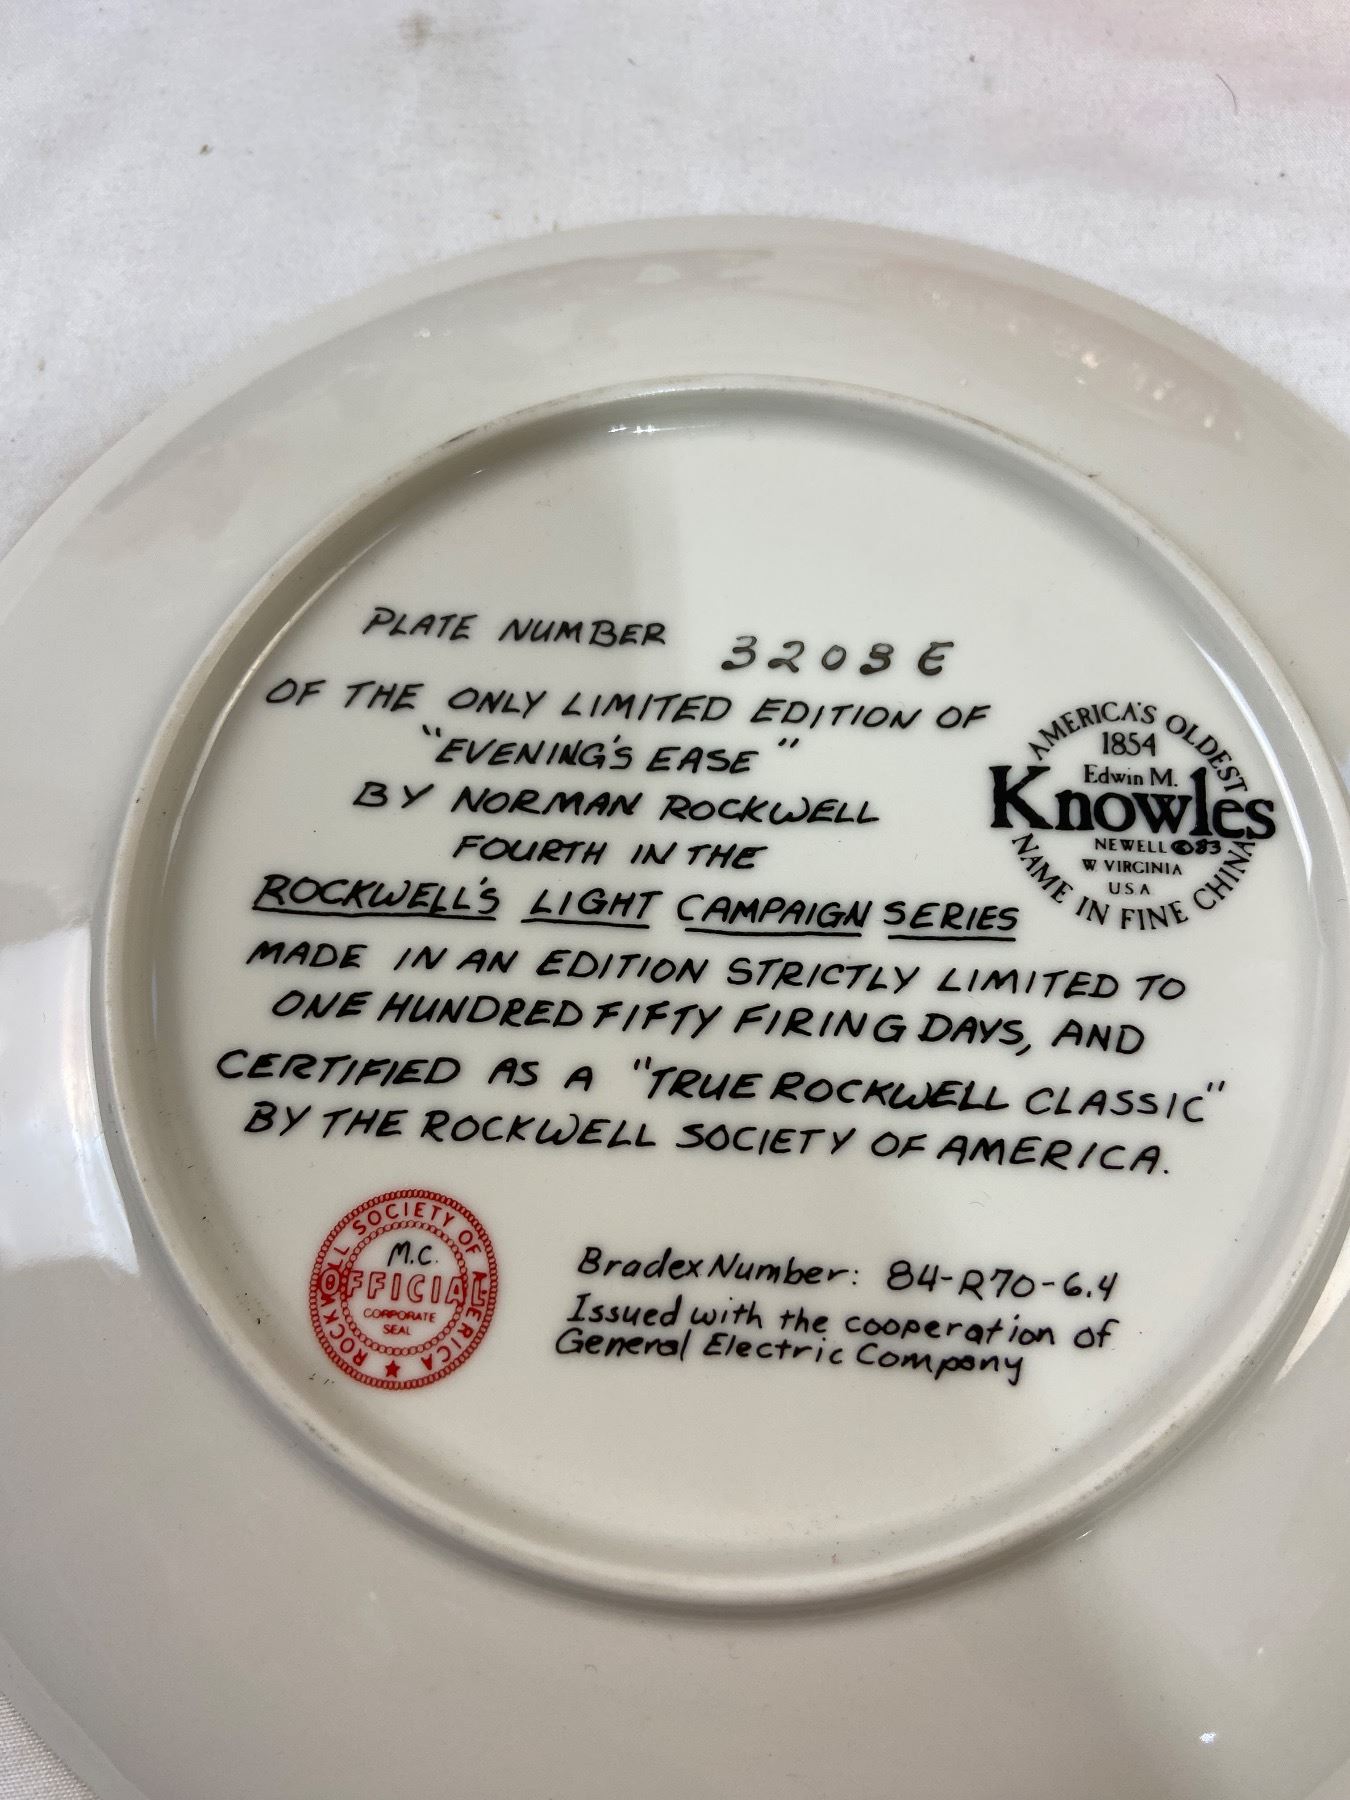 PLATE NUMBER 3209 E
OF THE ONLY LIMITED EDITION OF
"EVENING'S EASE"
BY NORMAN ROCKWELL
FOURTH IN THE
ROCKWELL'S LIGHT CAMPAIGN SERIES
MADE IN AN EDITION STRICTLY LIMITED TO
ONE HUNDRED FIFTY FIRING DAYS, AND
CERTIFIED AS A "TRUE ROCKWELL CLASSIC"
BY THE ROCKWELL SOCIETY OF AMERICA.
AMERICA'S OLDEST
1854
Edwin M.
Knowles
NEWELL ©83
W VIRGINIA
USA
NAME IN FINE CHINA
ROCKWELL SOCIETY OF AMERICA
M.C.
OFFICIAL
CORPORATE
SEAL
Bradex Number: 84-R70-6.4
Issued with the cooperation of
General Electric Company